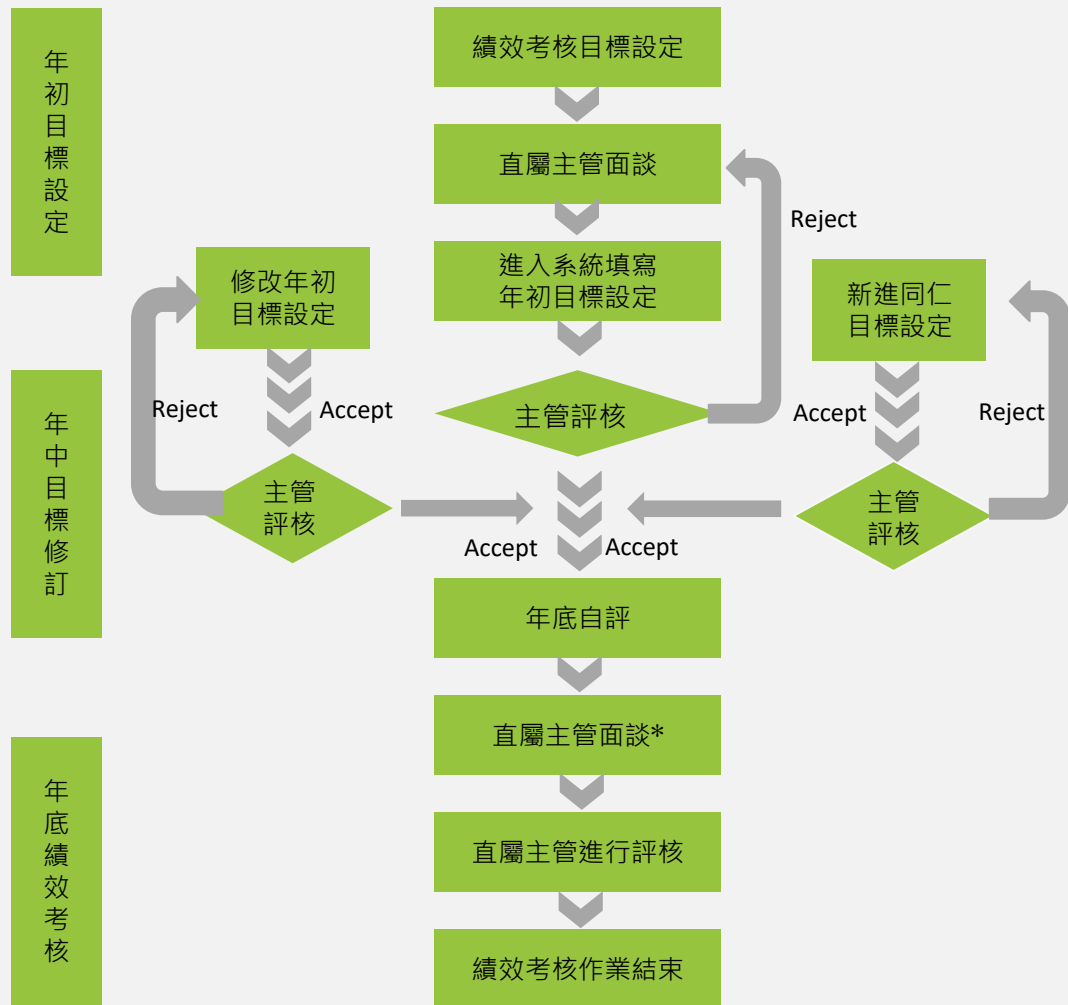 年初目標設定
績效考核目標設定
直屬主管面談
Reject
進入系統填寫
年初目標設定
修改年初
目標設定
新進同仁
目標設定
年中目標修訂
Reject
Accept
主管評核
Accept
Reject
主管
評核
主管
評核
Accept
Accept
年底自評
直屬主管面談*
年底績效考核
直屬主管進行評核
績效考核作業結束